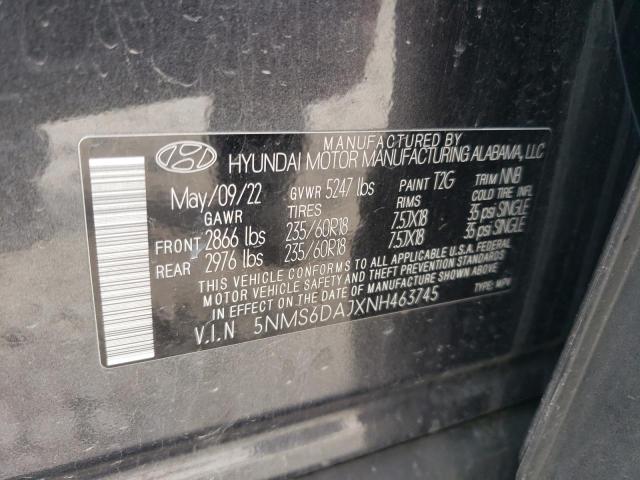 MANUFACTURED BY
HYUNDAI MOTOR MANUFACTURING ALABAMA, LLC
May/09/22 GVWR 5247 lbs PAINT T2G TRIM NNB
GAWR TIRES RIMS COLD TIRE INFL
FRONT 2866 lbs 235/60R18 7.5JX18 35 psi SINGLE
REAR 2976 lbs 235/60R18 7.5JX18 35 psi SINGLE
THIS VEHICLE CONFORMS TO ALL APPLICABLE U.S.A. FEDERAL
MOTOR VEHICLE SAFETY AND THEFT PREVENTION STANDARDS
IN EFFECT ON THE DATE OF MANUFACTURE SHOWN ABOVE.
V.I.N 5NMS6DAJXNH463745 TYPE: MPV